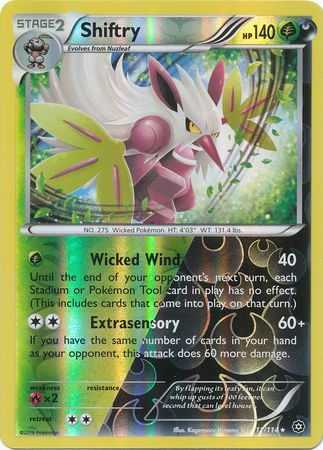 STAGE2 Shiftry HP140
Evolves from Nuzleaf
NO. 275 Wicked Pokémon HT: 4'03" WT: 131.4 lbs.
Wicked Wind 40
Until the end of your opponent's next turn, each
Stadium or Pokémon Tool card in play has no effect.
(This includes cards that come into play on that turn.)
Extrasensory 60+
If you have the same number of cards in your hand
as your opponent, this attack does 60 more damage.
weakness resistance
×2
retreat
By flapping its leafy fan, it can
whip up gusts of 100 feet per
second that can level houses.
Illus. Kagemaru Himeno
/114
©2016 Pokémon